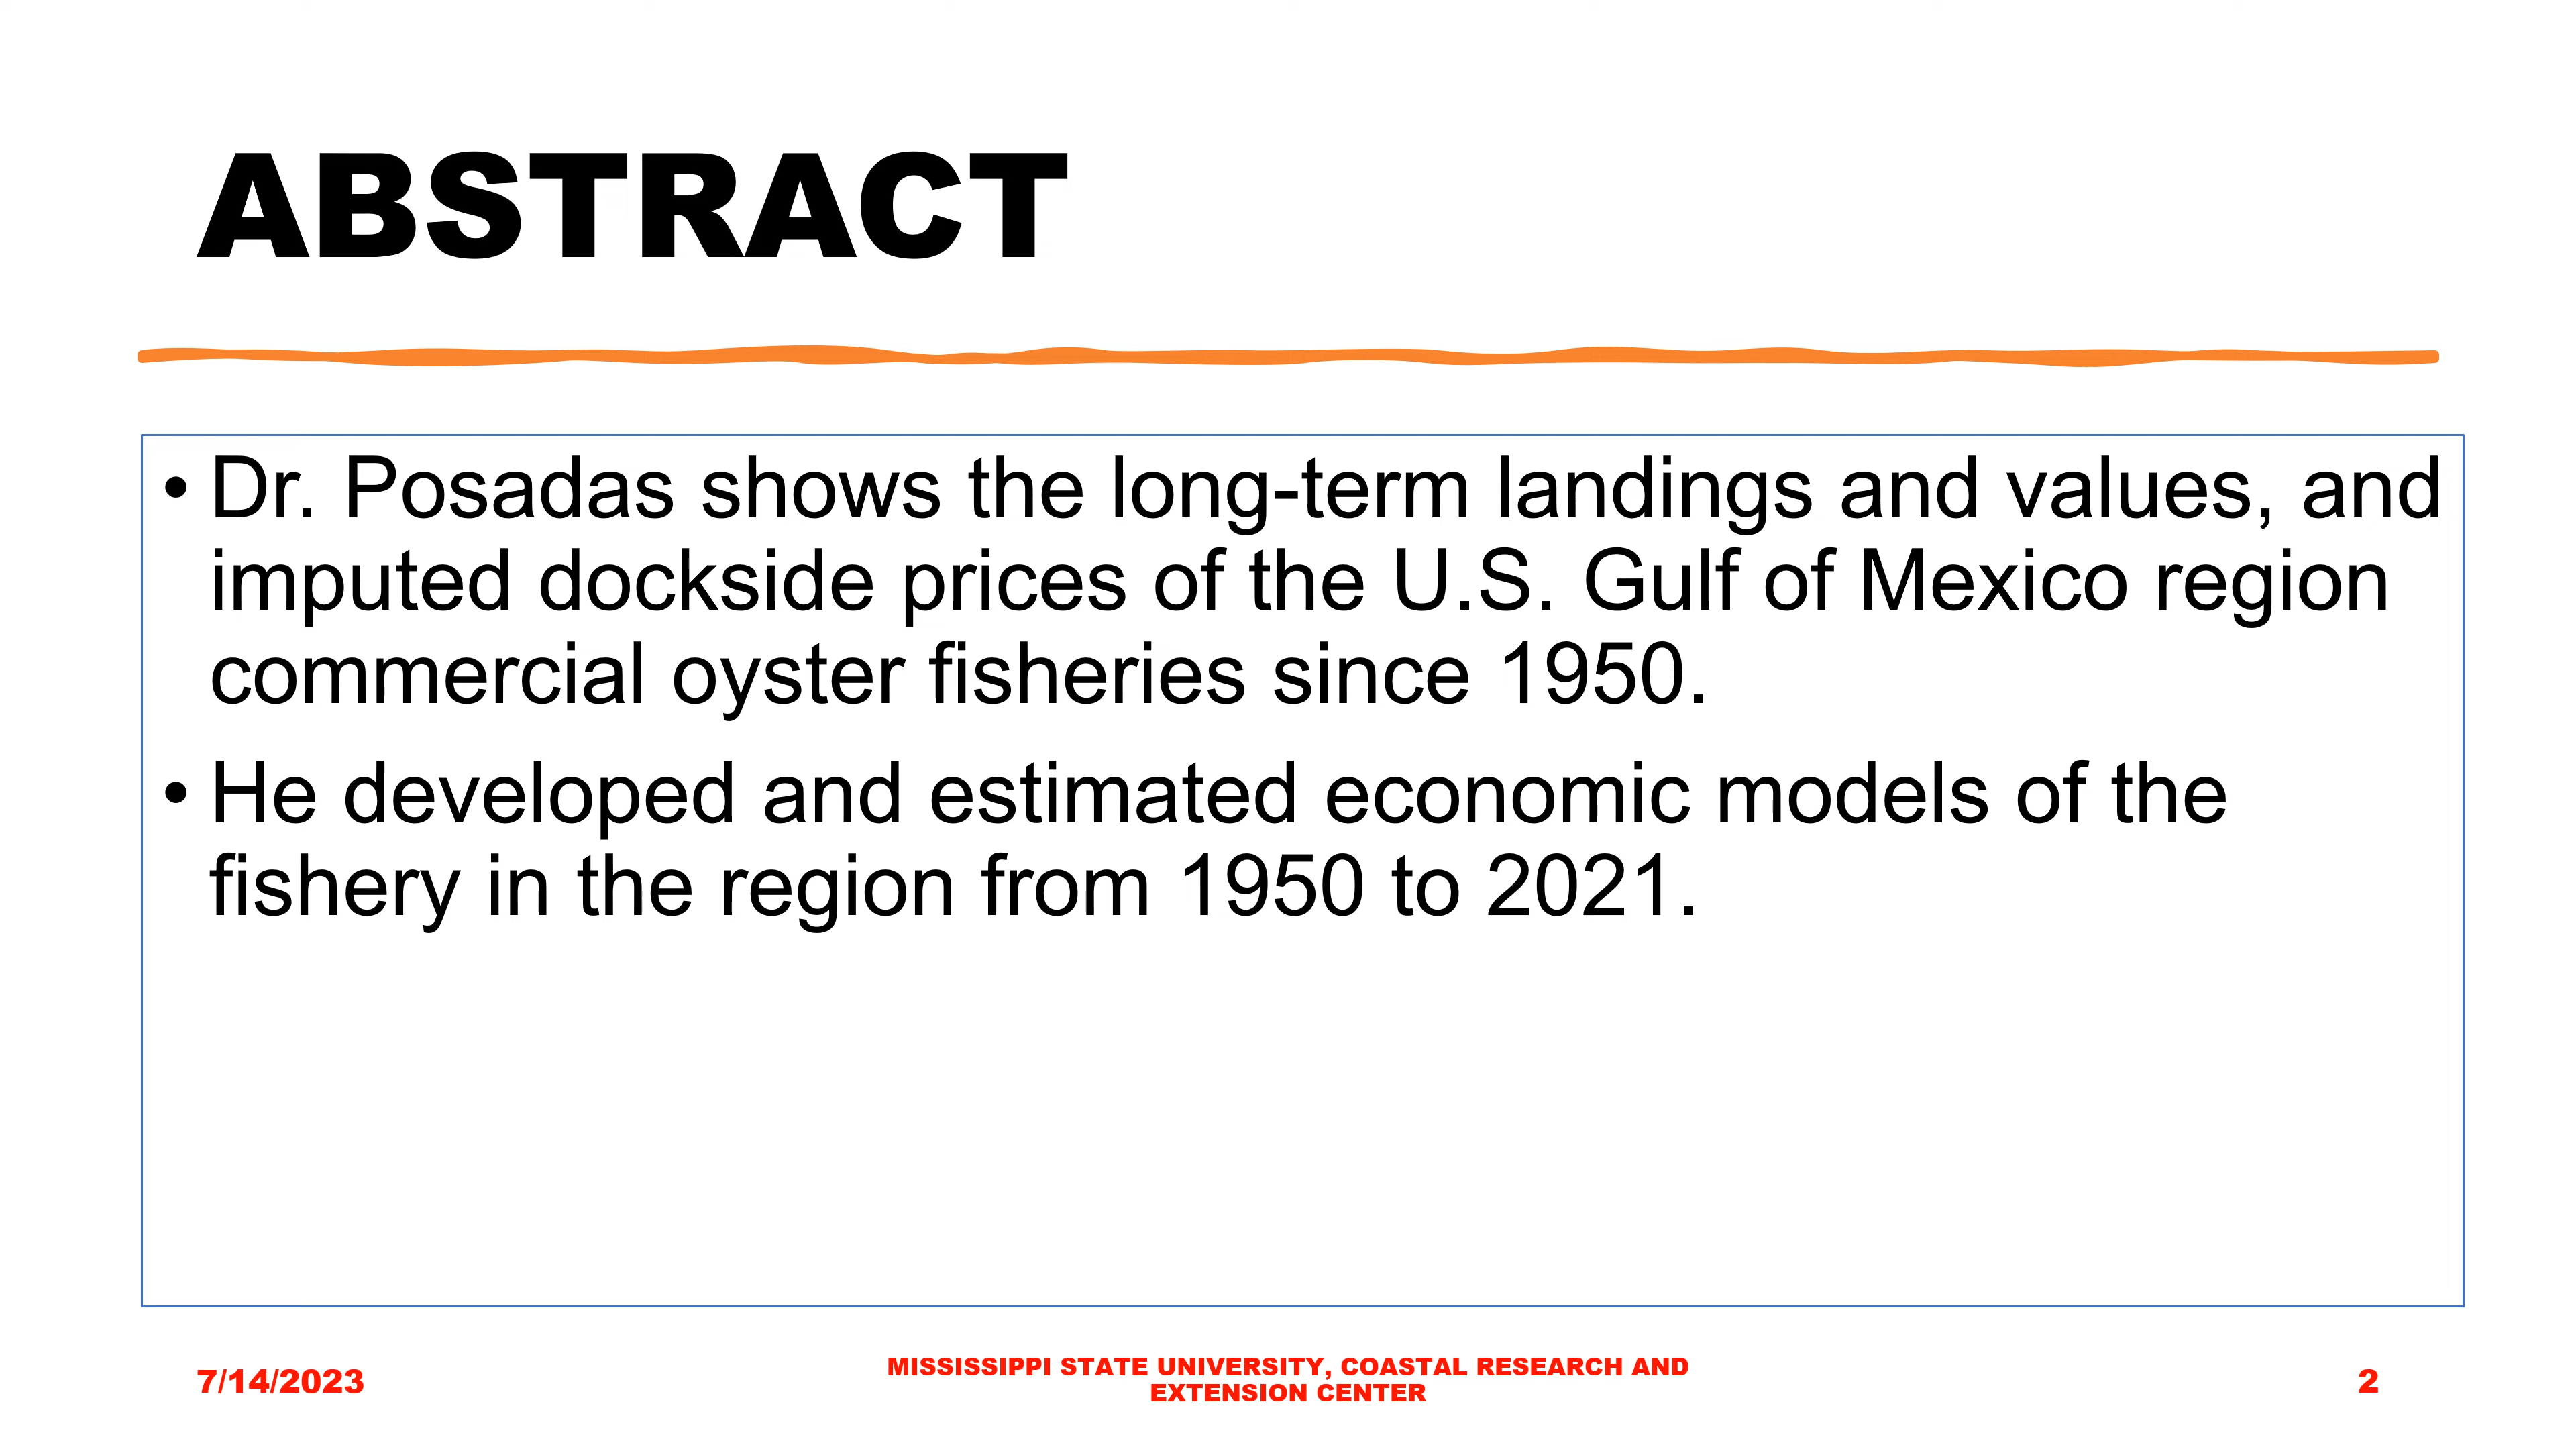 ABSTRACT
• Dr. Posadas shows the long-term landings and values, and
imputed dockside prices of the U.S. Gulf of Mexico region
commercial oyster fisheries since 1950.
• He developed and estimated economic models of the
fishery in the region from 1950 to 2021.
7/14/2023
MISSISSIPPI STATE UNIVERSITY, COASTAL RESEARCH AND
EXTENSION CENTER
2